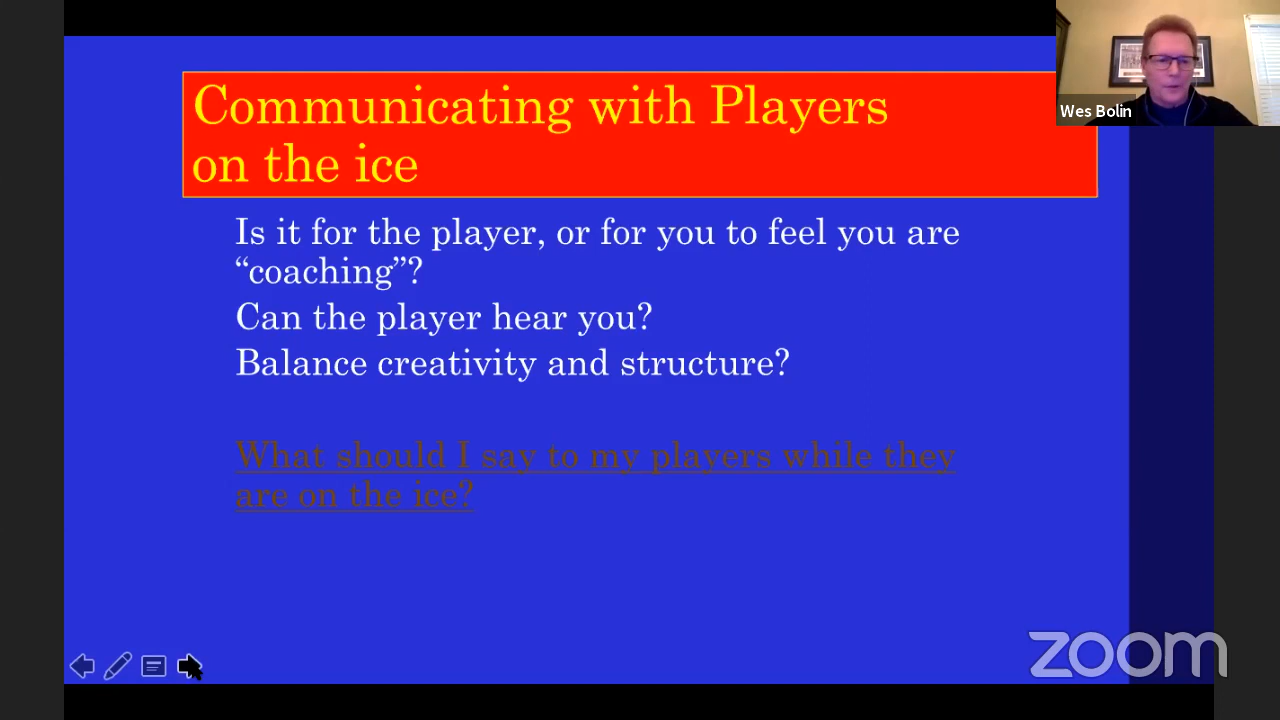 Communicating with Players
on the ice
Wes Bolin
Is it for the player, or for you to feel you are
“coaching”?
Can the player hear you?
Balance creativity and structure?
What should I say to my players while they
are on the ice?
zoom